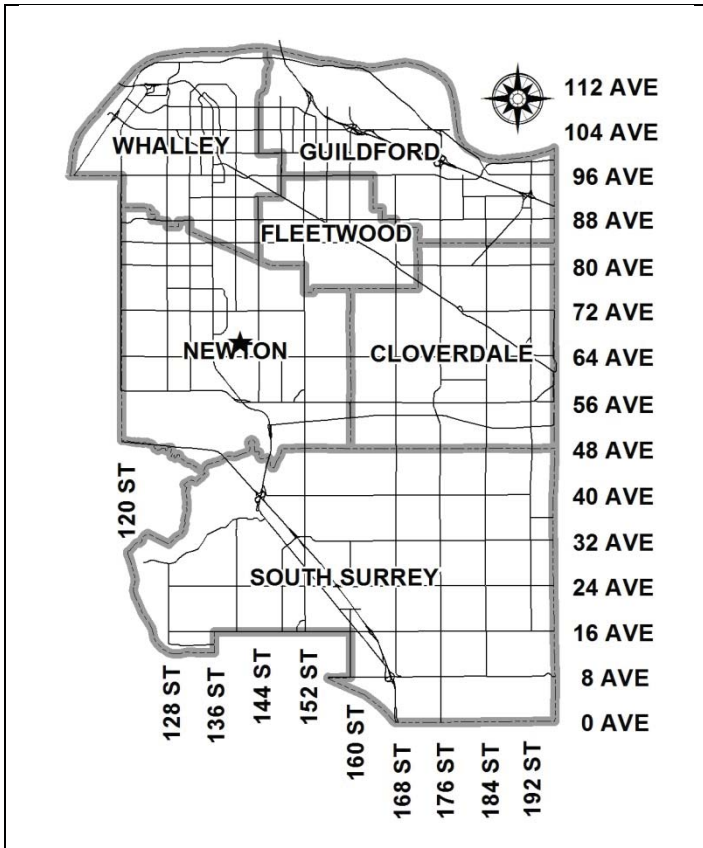 112 AVE
104 AVE
WHALLEY
GUILDFORD
96 AVE
88 AVE
FLEETWOOD
80 AVE
72 AVE
NEWTON
CLOVERDALE
64 AVE
56 AVE
48 AVE
120 ST
40 AVE
32 AVE
SOUTH SURREY
24 AVE
16 AVE
128 ST
136 ST
144 ST
152 ST
160 ST
8 AVE
0 AVE
168 ST
176 ST
184 ST
192 ST